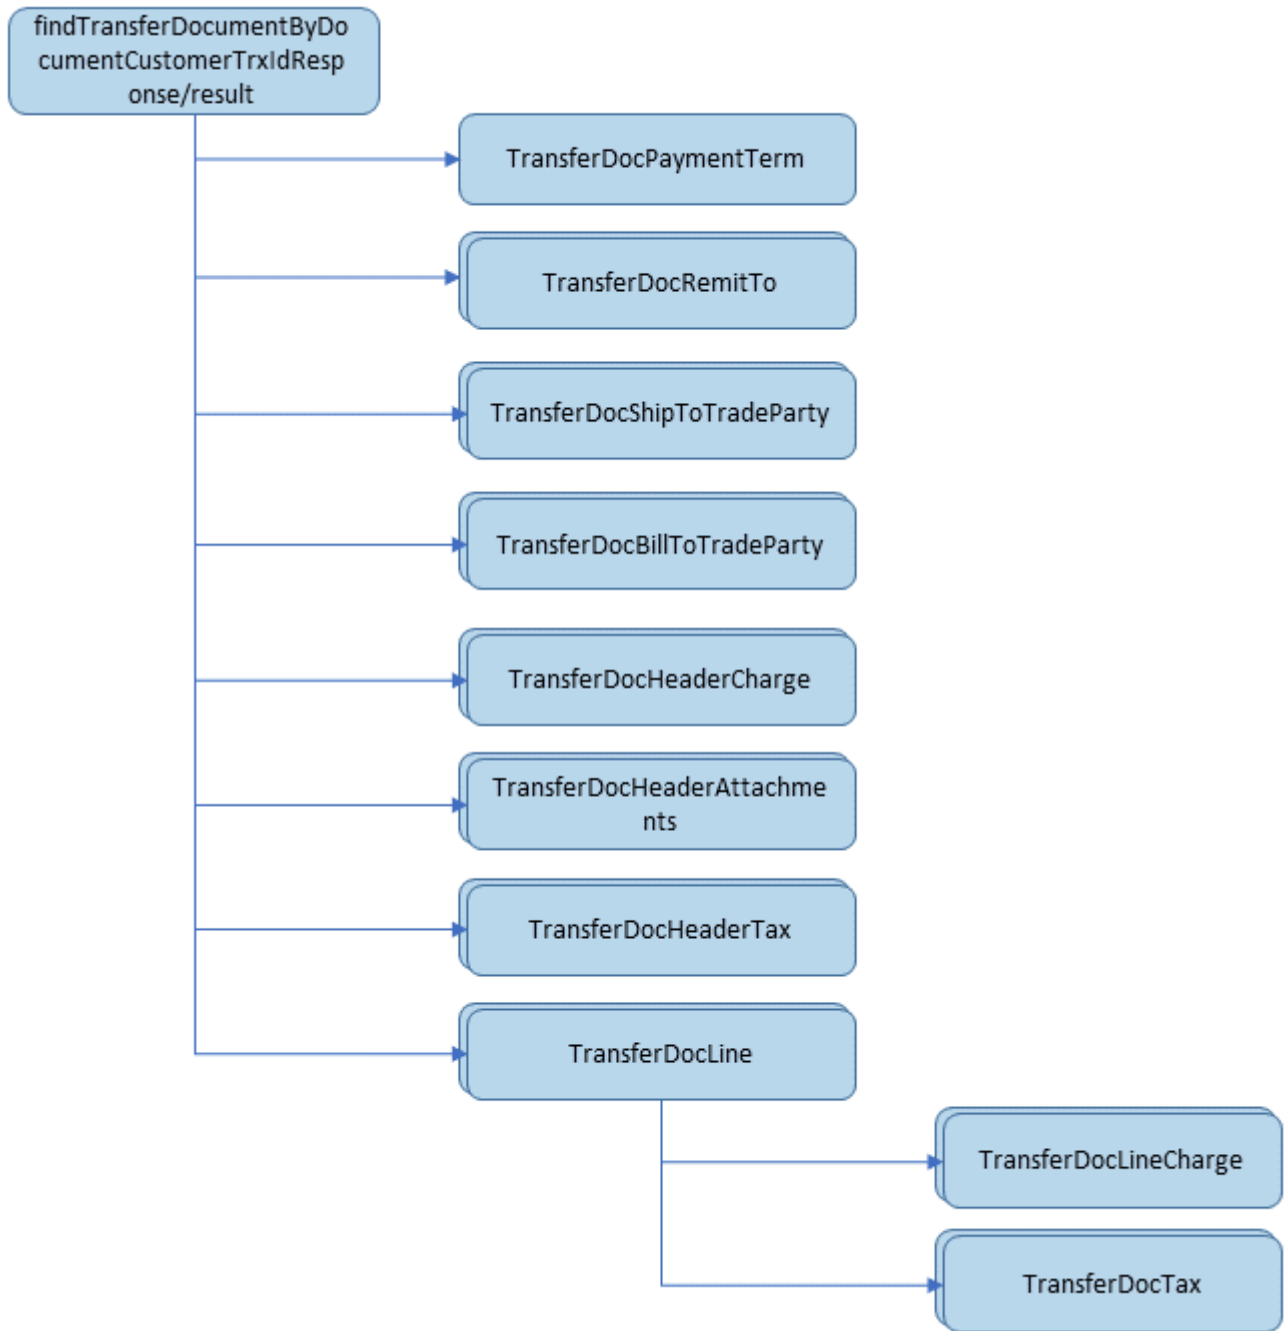 findTransferDocumentByDo
cumentCustomerTrxIdResp
onse/result
TransferDocPaymentTerm
TransferDocRemitTo
TransferDocShipToTradeParty
TransferDocBillToTradeParty
TransferDocHeaderCharge
TransferDocHeaderAttachme
nts
TransferDocHeaderTax
TransferDocLine
TransferDocLineCharge
TransferDocTax